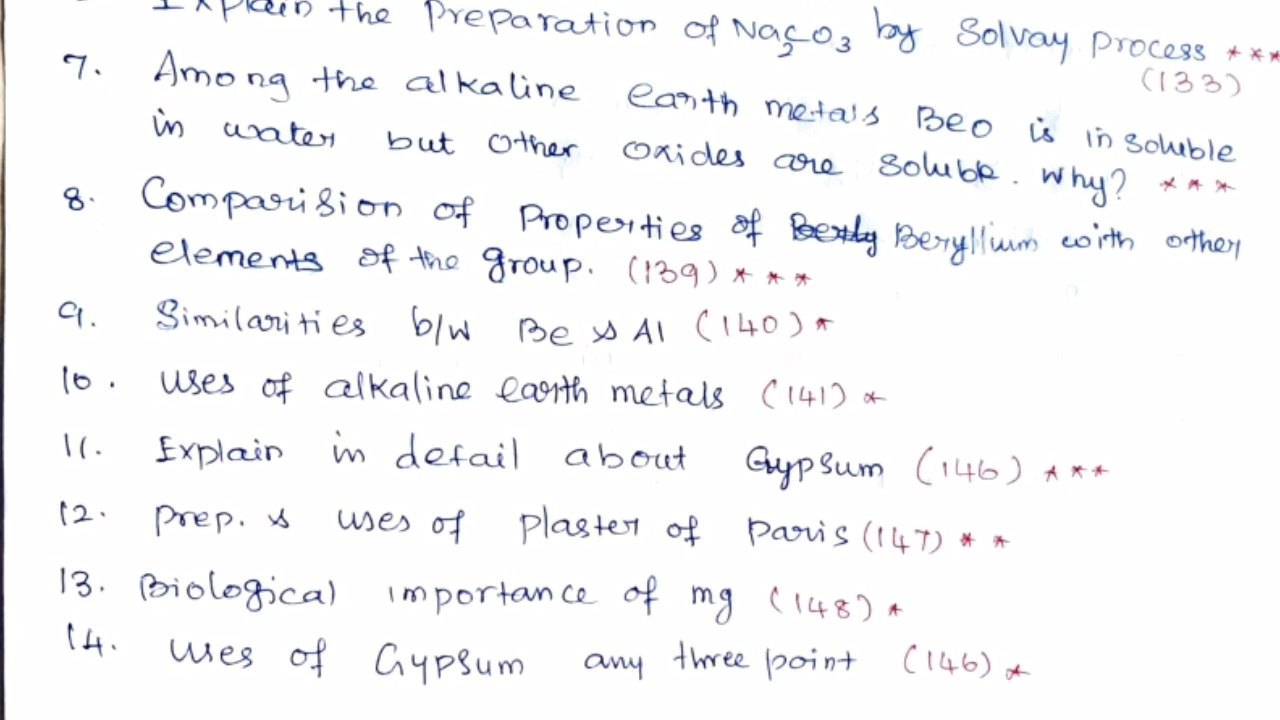 Explain the Preparation of Na2CO3 by Solvay Process ***
(133)
7. Among the alkaline earth metals BeO is insoluble
in water but other oxides are soluble. Why? ***
8. Comparision of Properties of Beryllium with other
elements of the group. (139) ***
9. Similarities b/w Be & Al (140) *
10. Uses of alkaline earth metals (141) *
11. Explain in detail about Gypsum (146) ***
12. Prep. & uses of plaster of paris (147) **
13. Biological importance of mg (148) *
14. Uses of Gypsum any three point (146) *